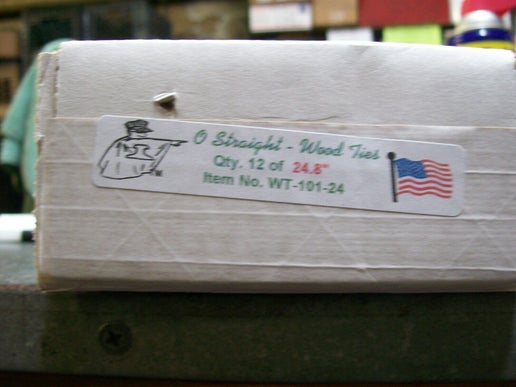 O Straight - Wood Ties
Qty. 12 of 24.8"
Item No. WT-101-24